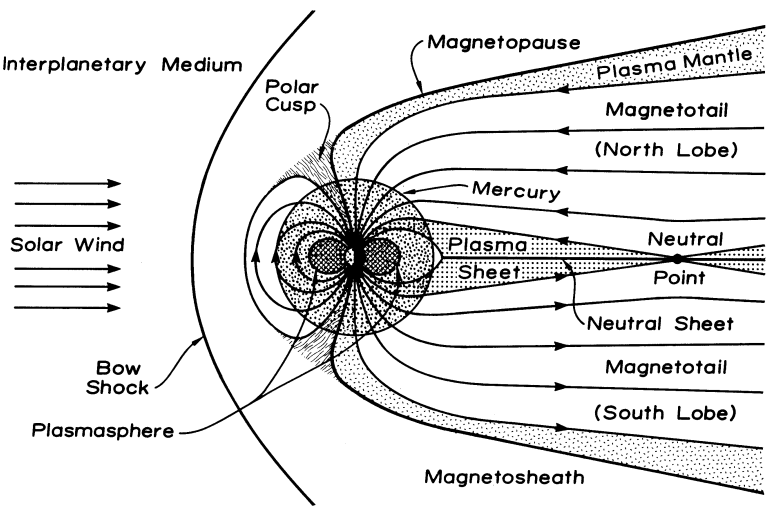 Interplanetary Medium
Polar
Cusp
Magnetopause
Plasma Mantle
Magnetotail
(North Lobe)
Mercury
Solar Wind
Plasma
Sheet
Neutral
Point
Neutral Sheet
Bow
Shock
Magnetotail
(South Lobe)
Plasmasphere
Magnetosheath